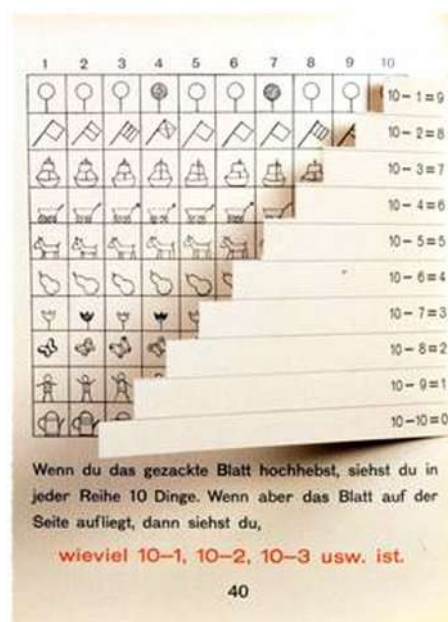 1 2 3 4 5 6 7 8 9 10
10-1=9
10-2=8
10-3=7
10-4=6
10-5=5
10-6=4
10-7=3
10-8=2
10-9=1
10-10=0
Wenn du das gezackte Blatt hochhebst, siehst du in
jeder Reihe 10 Dinge. Wenn aber das Blatt auf der
Seite aufliegt, dann siehst du,
wieviel 10–1, 10–2, 10–3 usw. ist.
40